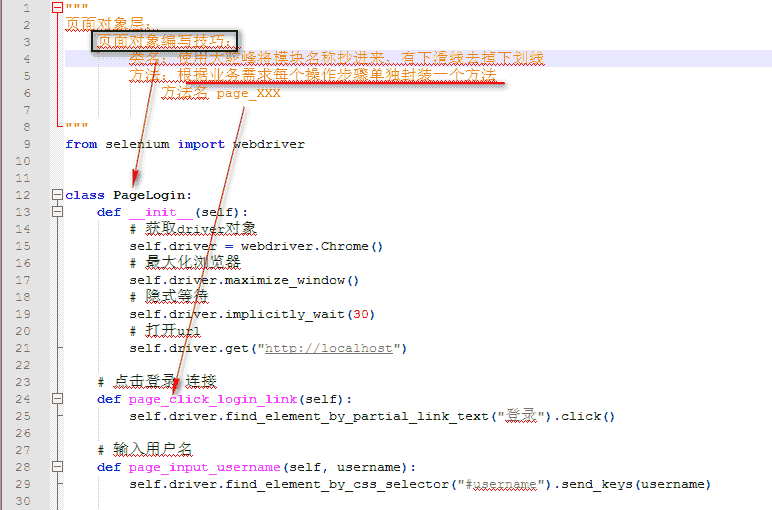 1 """
2 页面对象层：
3 页面对象编写技巧：
4 类名：使用大驼峰将模块名称抄进来，有下滑线去掉下划线
5 方法：根据业务需求每个操作步骤单独封装一个方法
6 方法名 page_XXX
7
8 """
9 from selenium import webdriver
10
11
12 class PageLogin:
13 def __init__(self):
14 # 获取driver对象
15 self.driver = webdriver.Chrome()
16 # 最大化浏览器
17 self.driver.maximize_window()
18 # 隐式等待
19 self.driver.implicitly_wait(30)
20 # 打开url
21 self.driver.get("http://localhost")
22
23 # 点击登录 连接
24 def page_click_login_link(self):
25 self.driver.find_element_by_partial_link_text("登录").click()
26
27 # 输入用户名
28 def page_input_username(self, username):
29 self.driver.find_element_by_css_selector("#username").send_keys(username)
30